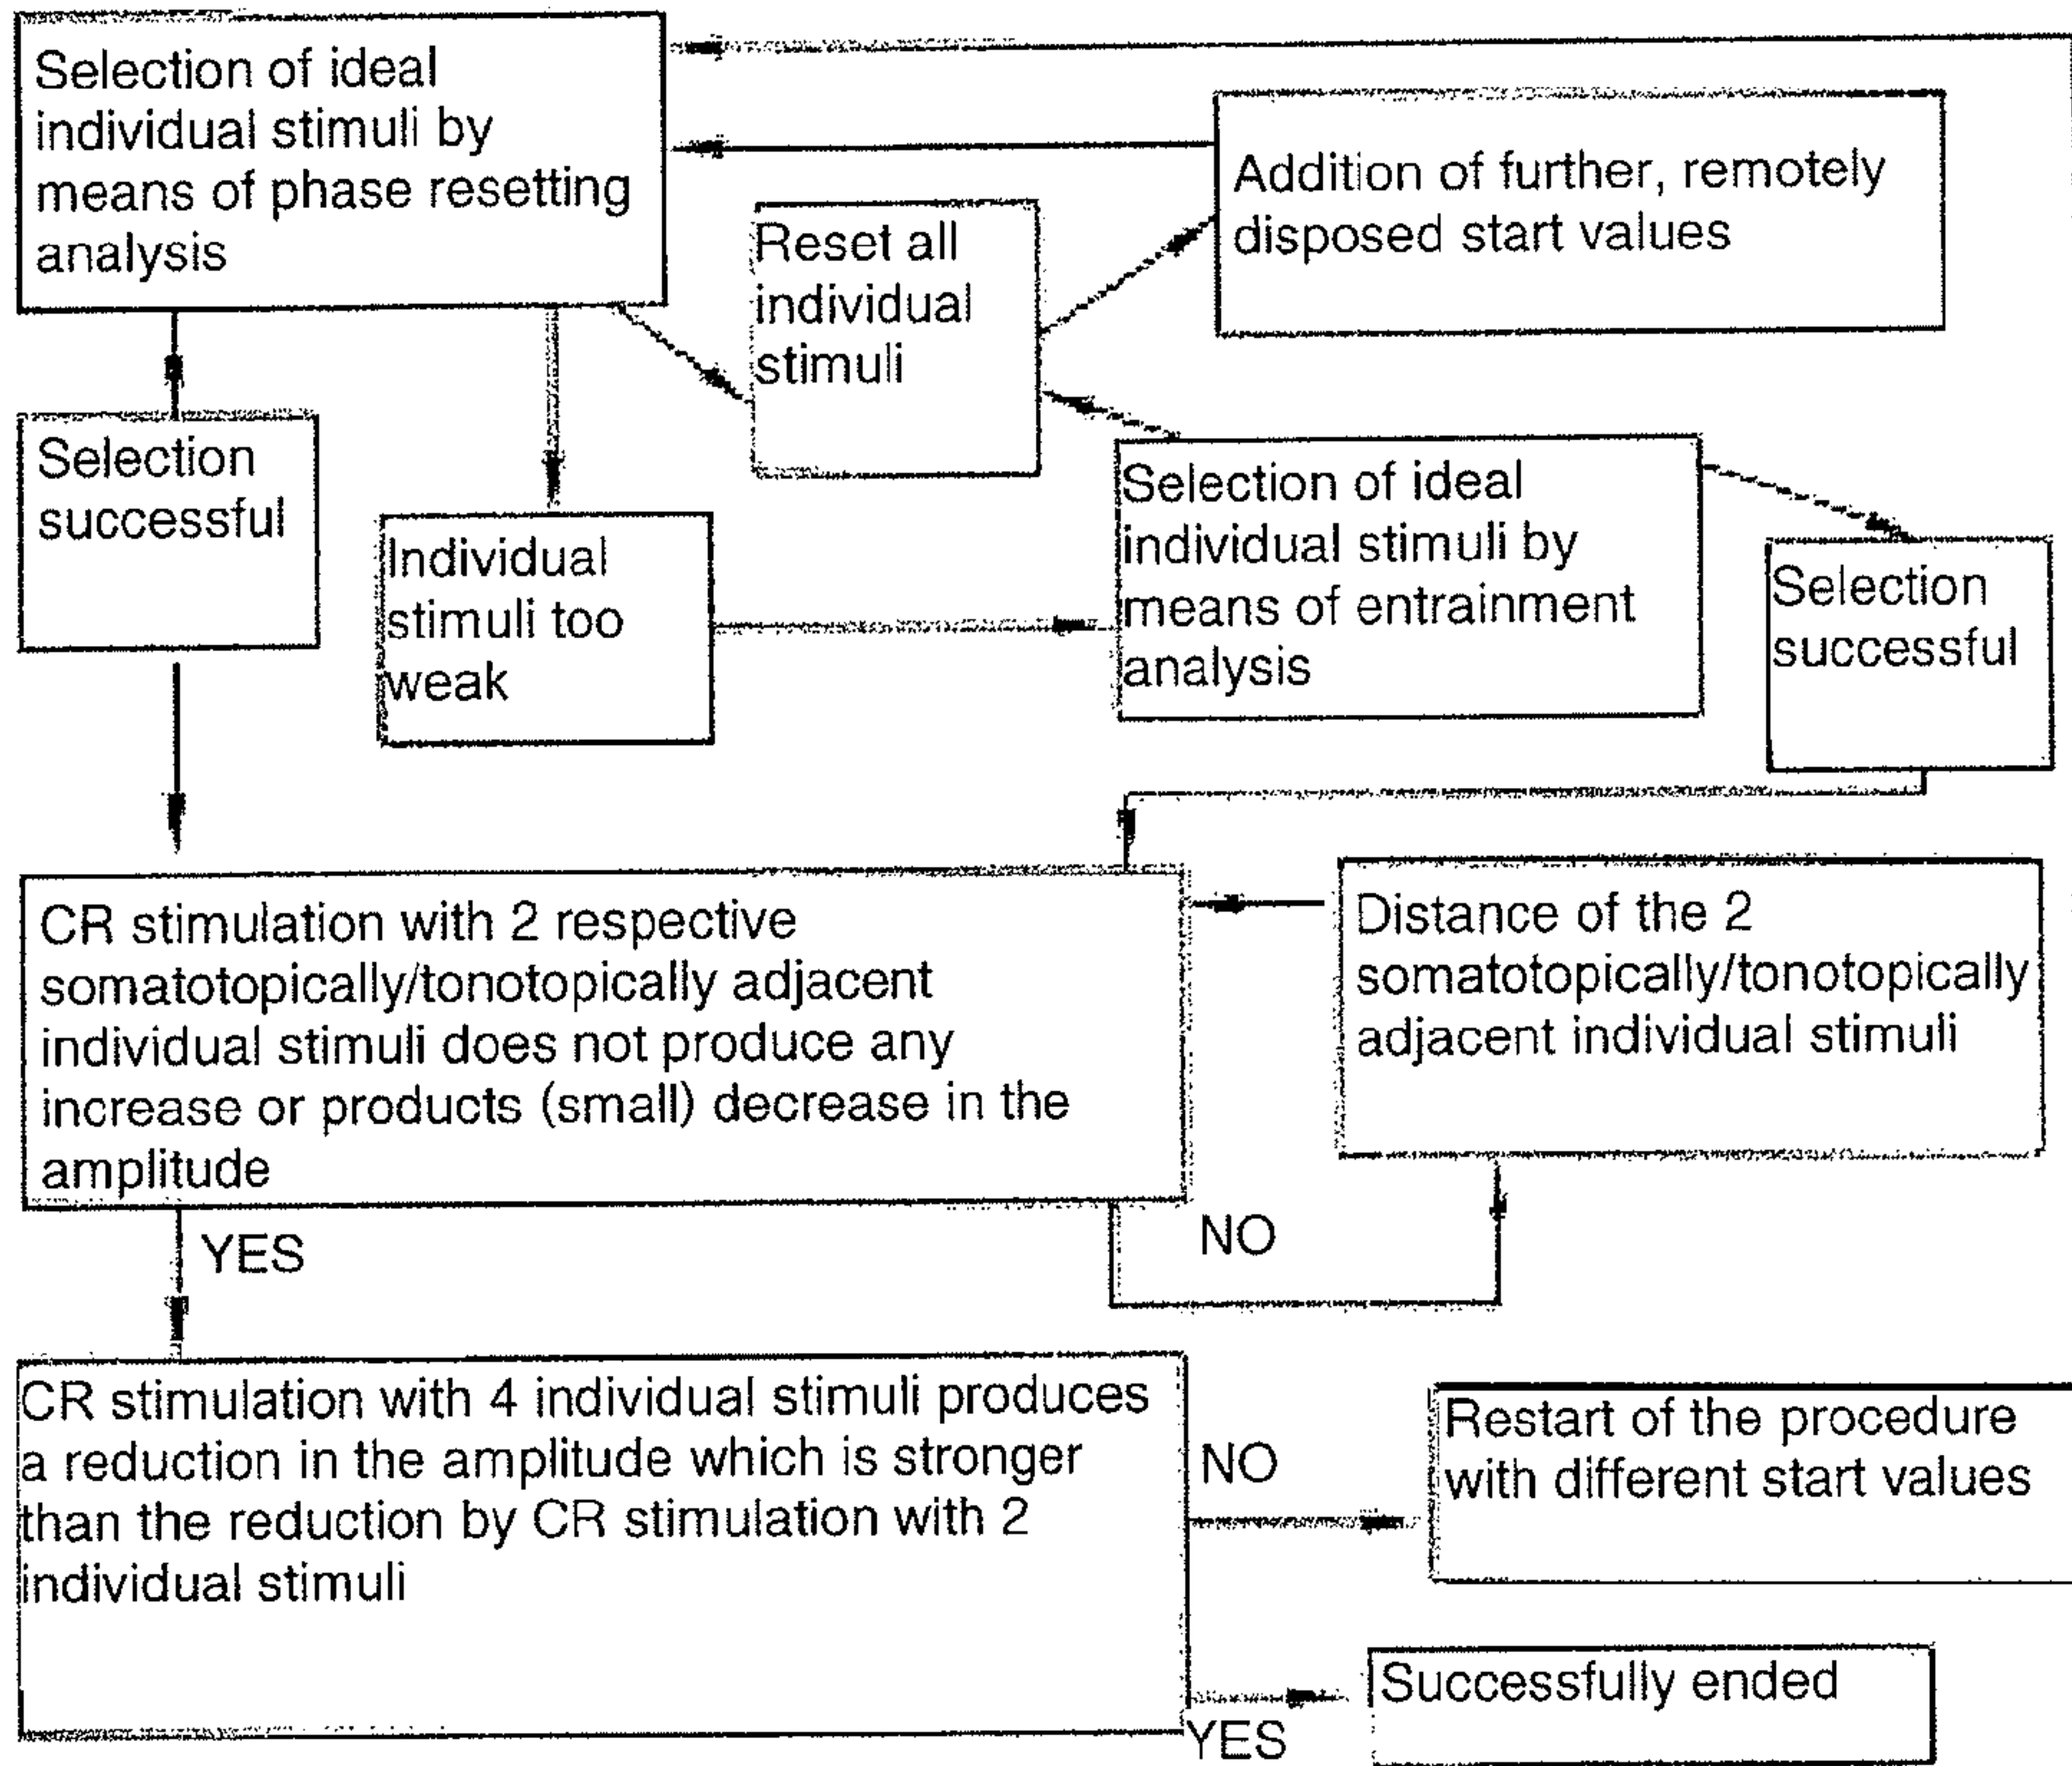 Selection of ideal
individual stimuli by
means of phase resetting
analysis
Addition of further, remotely
disposed start values
Reset all
individual
stimuli
Selection
successful
Individual
stimuli too
weak
Selection of ideal
individual stimuli by
means of entrainment
analysis
Selection
successful
CR stimulation with 2 respective
somatotopically/tonotopically adjacent
individual stimuli does not produce any
increase or products (small) decrease in the
amplitude
Distance of the 2
somatotopically/tonotopically
adjacent individual stimuli
NO
YES
CR stimulation with 4 individual stimuli produces
a reduction in the amplitude which is stronger
than the reduction by CR stimulation with 2
individual stimuli
NO
Restart of the procedure
with different start values
Successfully ended
YES